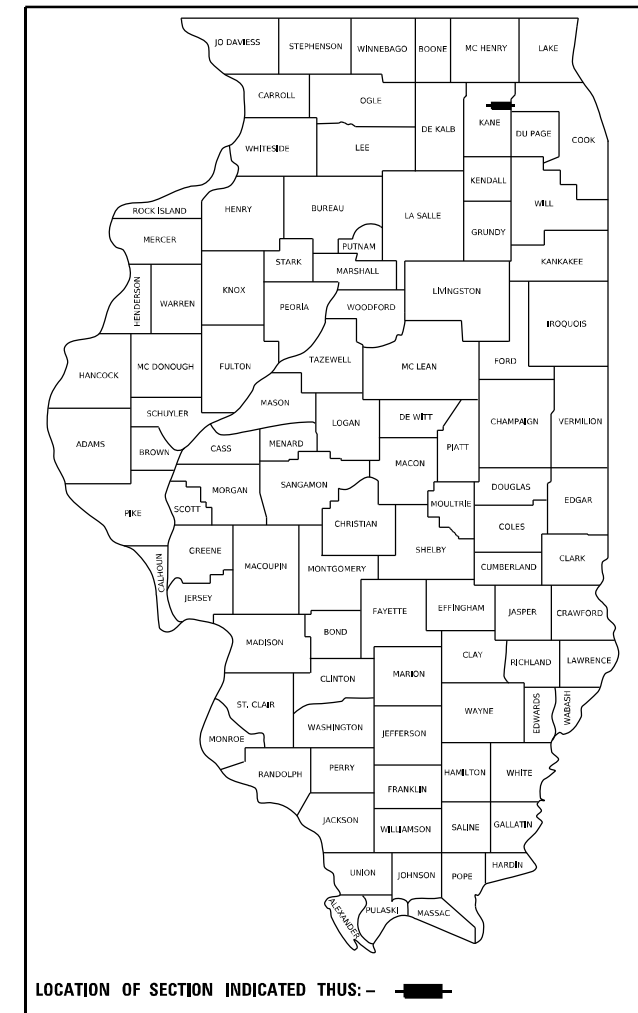 JO DAVIESS
STEPHENSON
WINNEBAGO
BOONE
MC HENRY
LAKE
CARROLL
OGLE
DE KALB
KANE
DU PAGE
COOK
WHITESIDE
LEE
KENDALL
WILL
ROCK ISLAND
HENRY
BUREAU
LA SALLE
GRUNDY
MERCER
PUTNAM
KANKAKEE
STARK
MARSHALL
HENDERSON
WARREN
KNOX
PEORIA
WOODFORD
LIVINGSTON
IROQUOIS
HANCOCK
MC DONOUGH
FULTON
TAZEWELL
MC LEAN
FORD
MASON
SCHUYLER
LOGAN
DE WITT
CHAMPAIGN
VERMILION
ADAMS
BROWN
CASS
MENARD
PIATT
MACON
PIKE
SCOTT
MORGAN
SANGAMON
CHRISTIAN
MOULTRIE
DOUGLAS
EDGAR
COLES
CALHOUN
GREENE
MACOUPIN
MONTGOMERY
SHELBY
CUMBERLAND
CLARK
JERSEY
FAYETTE
EFFINGHAM
JASPER
CRAWFORD
MADISON
BOND
CLAY
RICHLAND
LAWRENCE
CLINTON
MARION
ST. CLAIR
WAYNE
EDWARDS
WABASH
MONROE
WASHINGTON
JEFFERSON
RANDOLPH
PERRY
FRANKLIN
HAMILTON
WHITE
JACKSON
WILLIAMSON
SALINE
GALLATIN
UNION
JOHNSON
POPE
HARDIN
ALEXANDER
PULASKI
MASSAC
LOCATION OF SECTION INDICATED THUS: –